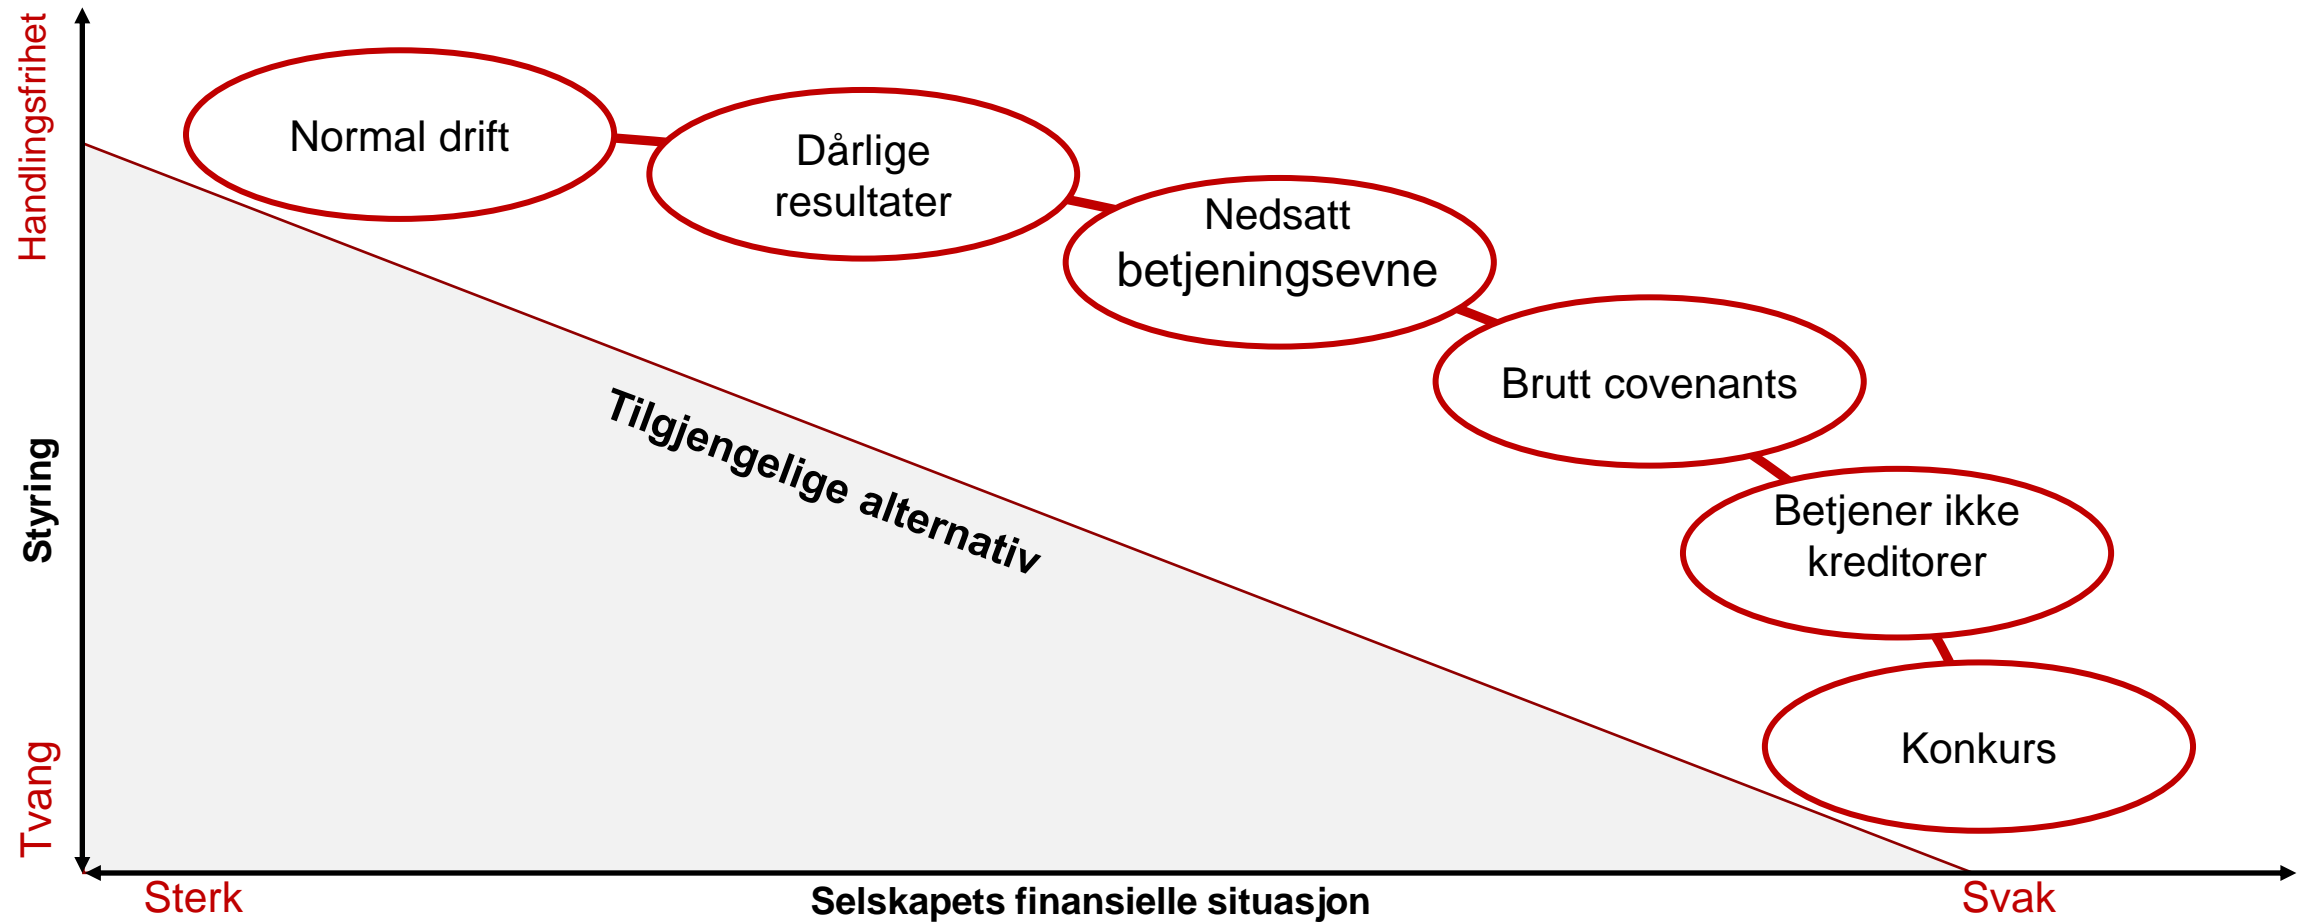 Handlingsfrihet
Styring
Tvang
Normal drift
Dårlige
resultater
Nedsatt
betjeningsevne
Brutt covenants
Betjener ikke
kreditorer
Konkurs
Tilgjengelige alternativ
Sterk
Selskapets finansielle situasjon
Svak